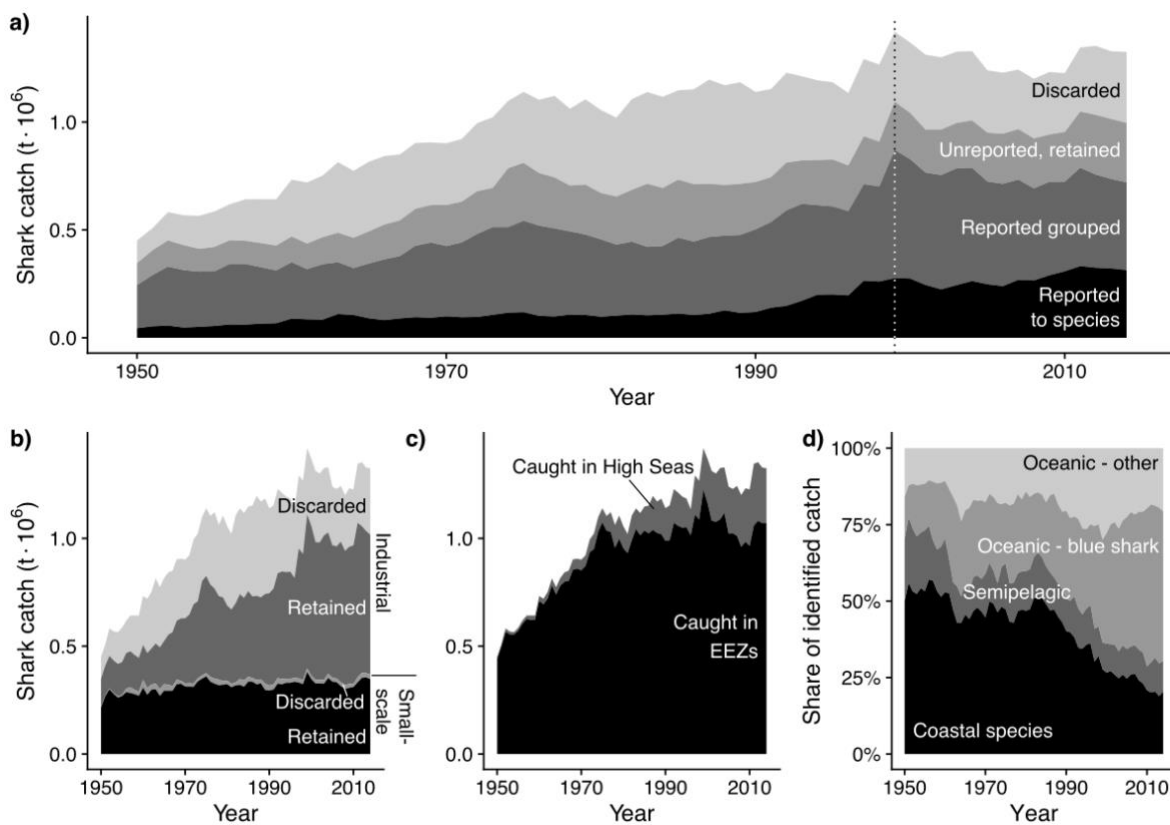 a)
Shark catch (t · 10⁶)
1.0
0.5
0.0
Discarded
Unreported, retained
Reported grouped
Reported
to species
1950
1970
1990
2010
Year
b)
Shark catch (t · 10⁶)
1.0
0.5
0.0
Discarded
Retained
Industrial
Discarded
Retained
Small-
scale
1950
1970
1990
2010
Year
c)
1.0
0.5
0.0
Caught in High Seas
Caught in
EEZs
1950
1970
1990
2010
Year
d)
Share of identified catch
100%
75%
50%
25%
0%
Oceanic - other
Oceanic - blue shark
Semipelagic
Coastal species
1950
1970
1990
2010
Year